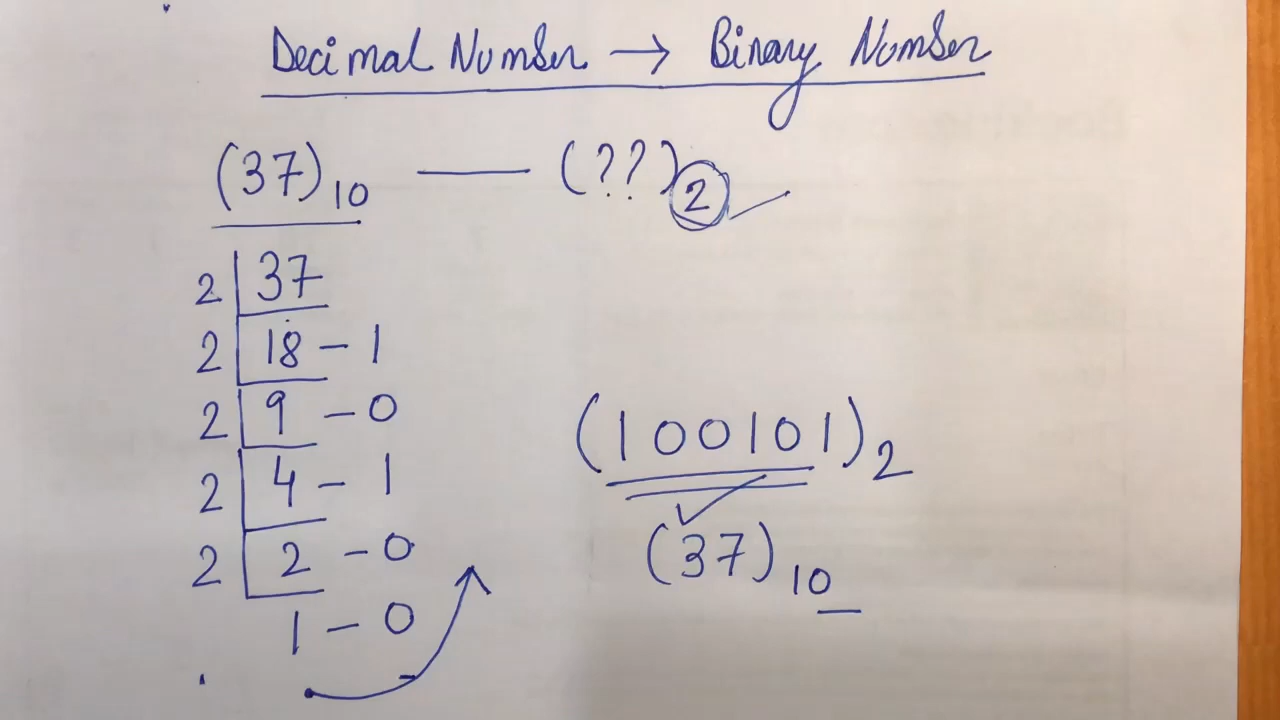 Decimal Number → Binary Number
(37)10 — (??)2
2 | 37
2 | 18 – 1
2 | 9 – 0
2 | 4 – 1
2 | 2 – 0
1 – 0
(100101)2
(37)10